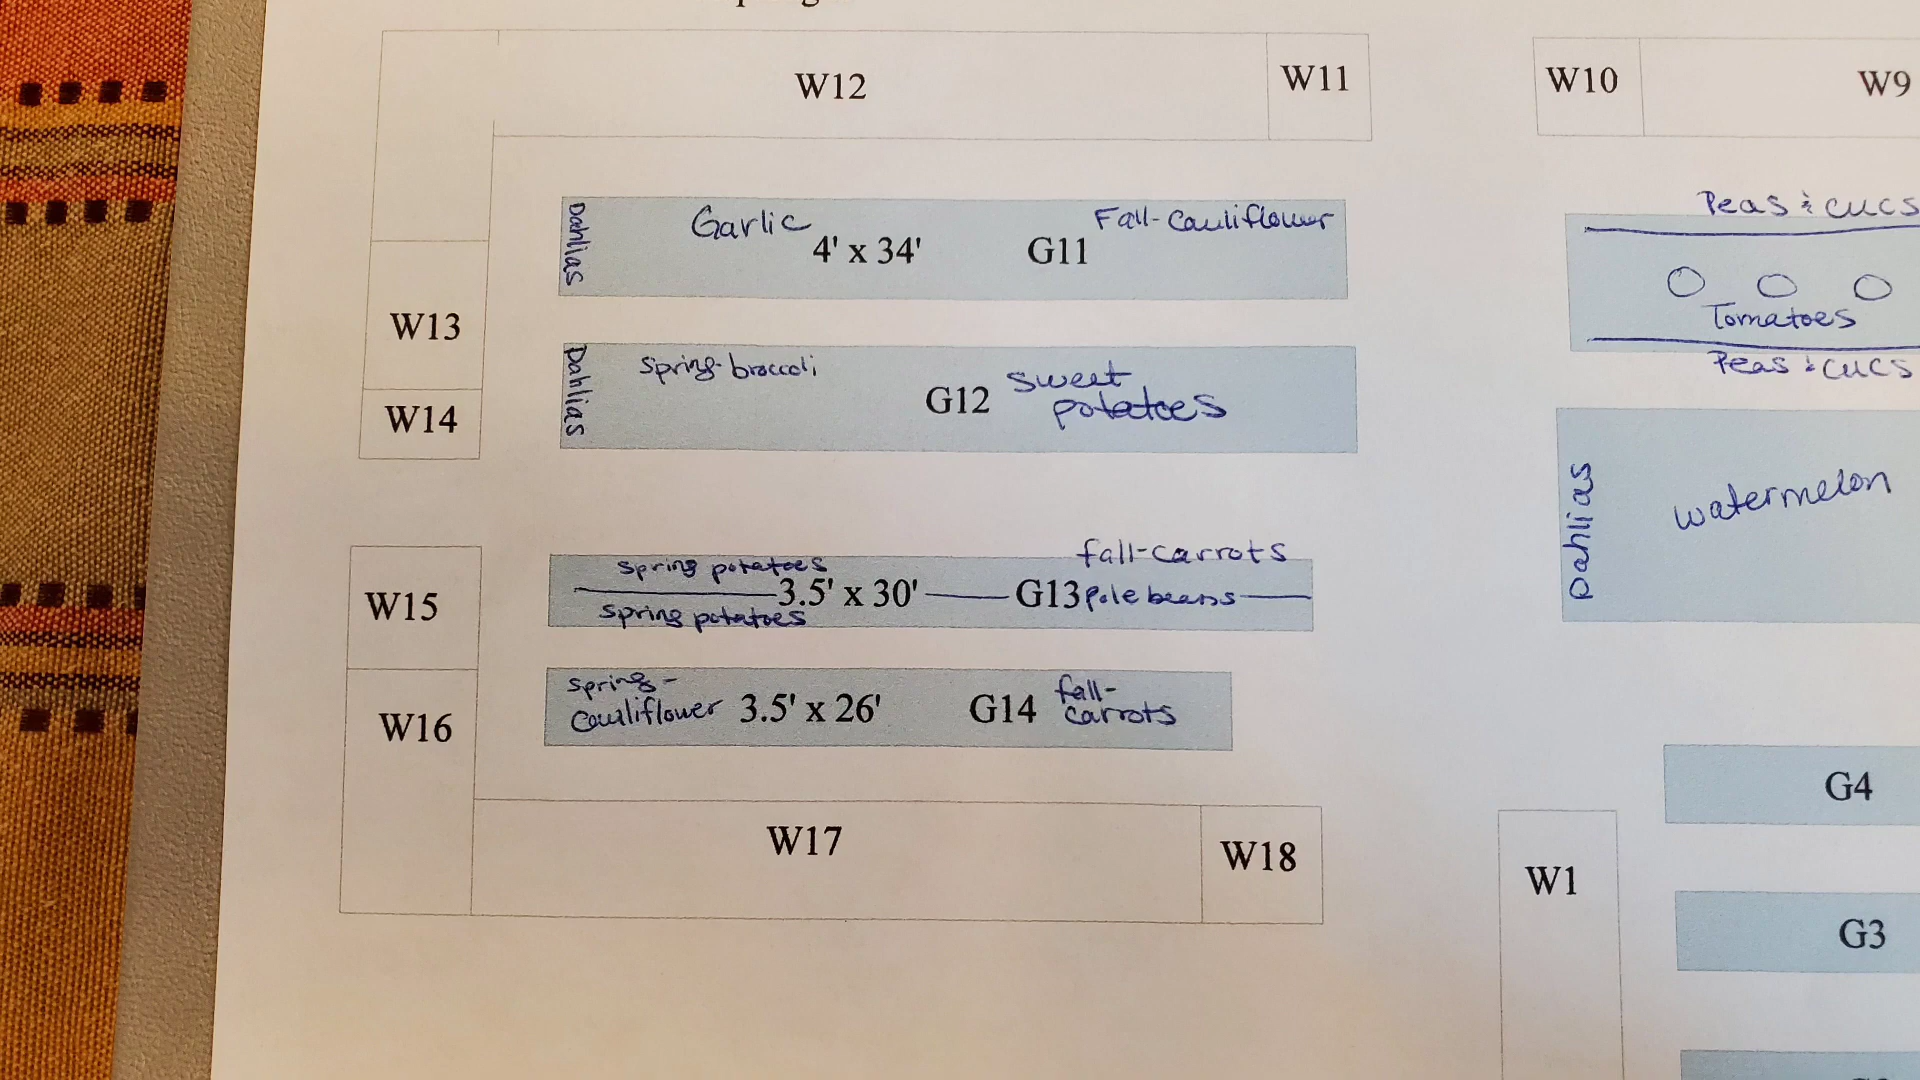 W12
W11
W10
W9
W13
W14
Dahlias
Garlic
Fall-Cauliflower
4' x 34'
G11
Dahlias
Spring-broccoli
G12
sweet
potatoes
Peas & cucs
Tomatoes
Peas & cucs
Dahlias
watermelon
W15
W16
fall-carrots
spring potatoes
3.5' x 30'
G13
pole beans
spring potatoes
spring-
cauliflower
3.5' x 26'
G14
fall-
carrots
W17
W18
G4
W1
G3